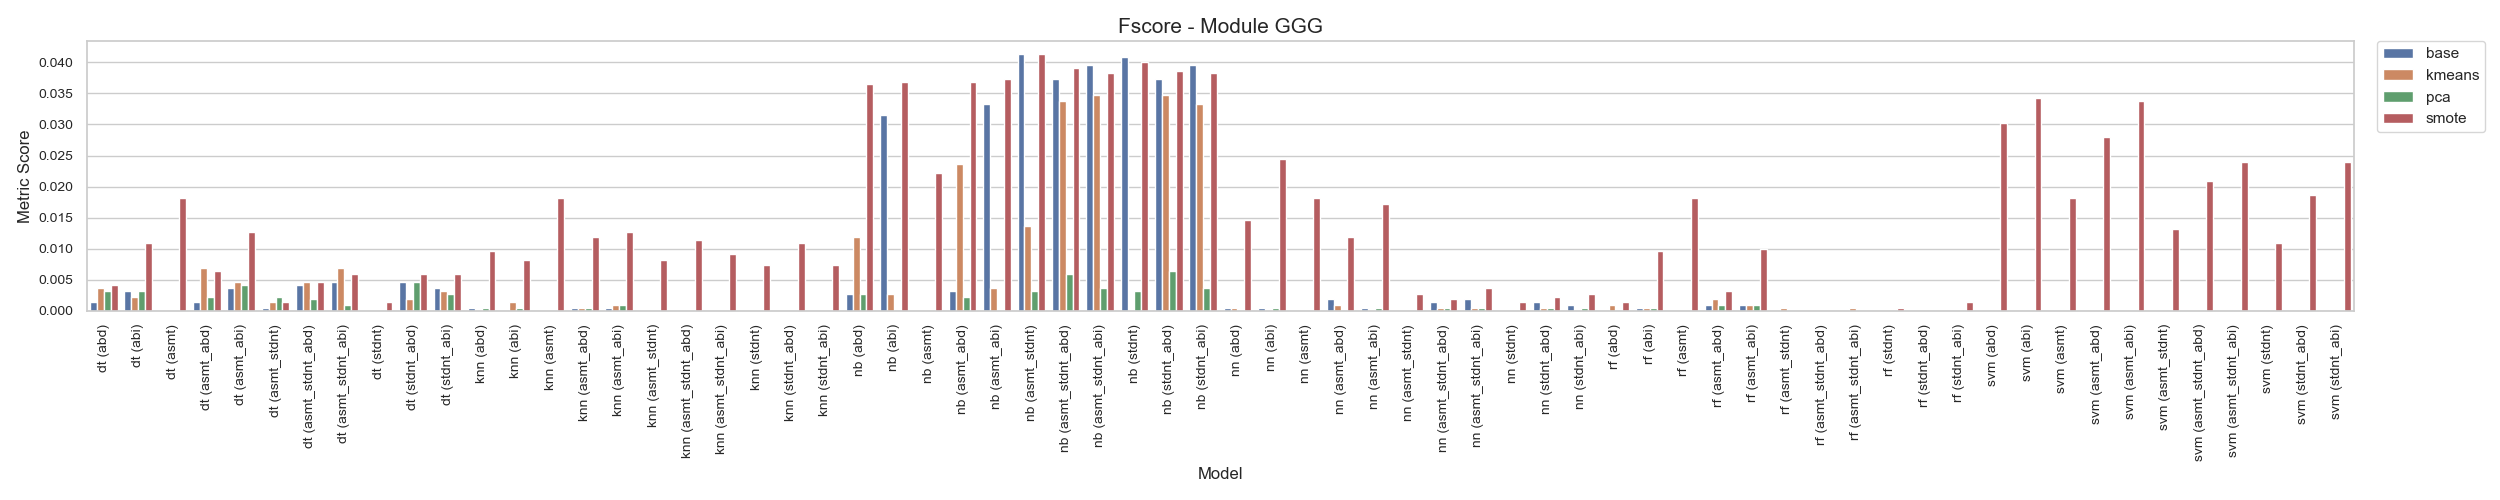 Fscore - Module GGG
base
kmeans
pca
smote
Metric Score
0.040
0.035
0.030
0.025
0.020
0.015
0.010
0.005
0.000
dt (abd)
dt (abi)
dt (asmt)
dt (asmt_abd)
dt (asmt_abi)
dt (asmt_stdnt)
dt (asmt_stdnt_abd)
dt (asmt_stdnt_abi)
dt (stdnt)
dt (stdnt_abd)
dt (stdnt_abi)
knn (abd)
knn (abi)
knn (asmt)
knn (asmt_abd)
knn (asmt_abi)
knn (asmt_stdnt)
knn (asmt_stdnt_abd)
knn (asmt_stdnt_abi)
knn (stdnt)
knn (stdnt_abd)
knn (stdnt_abi)
nb (abd)
nb (abi)
nb (asmt)
nb (asmt_abd)
nb (asmt_abi)
nb (asmt_stdnt)
nb (asmt_stdnt_abd)
nb (asmt_stdnt_abi)
nb (stdnt)
nb (stdnt_abd)
nb (stdnt_abi)
nn (abd)
nn (abi)
nn (asmt)
nn (asmt_abd)
nn (asmt_abi)
nn (asmt_stdnt)
nn (asmt_stdnt_abd)
nn (asmt_stdnt_abi)
nn (stdnt)
nn (stdnt_abd)
nn (stdnt_abi)
rf (abd)
rf (abi)
rf (asmt)
rf (asmt_abd)
rf (asmt_abi)
rf (asmt_stdnt)
rf (asmt_stdnt_abd)
rf (asmt_stdnt_abi)
rf (stdnt)
rf (stdnt_abd)
rf (stdnt_abi)
svm (abd)
svm (abi)
svm (asmt)
svm (asmt_abd)
svm (asmt_abi)
svm (asmt_stdnt)
svm (asmt_stdnt_abd)
svm (asmt_stdnt_abi)
svm (stdnt)
svm (stdnt_abd)
svm (stdnt_abi)
Model